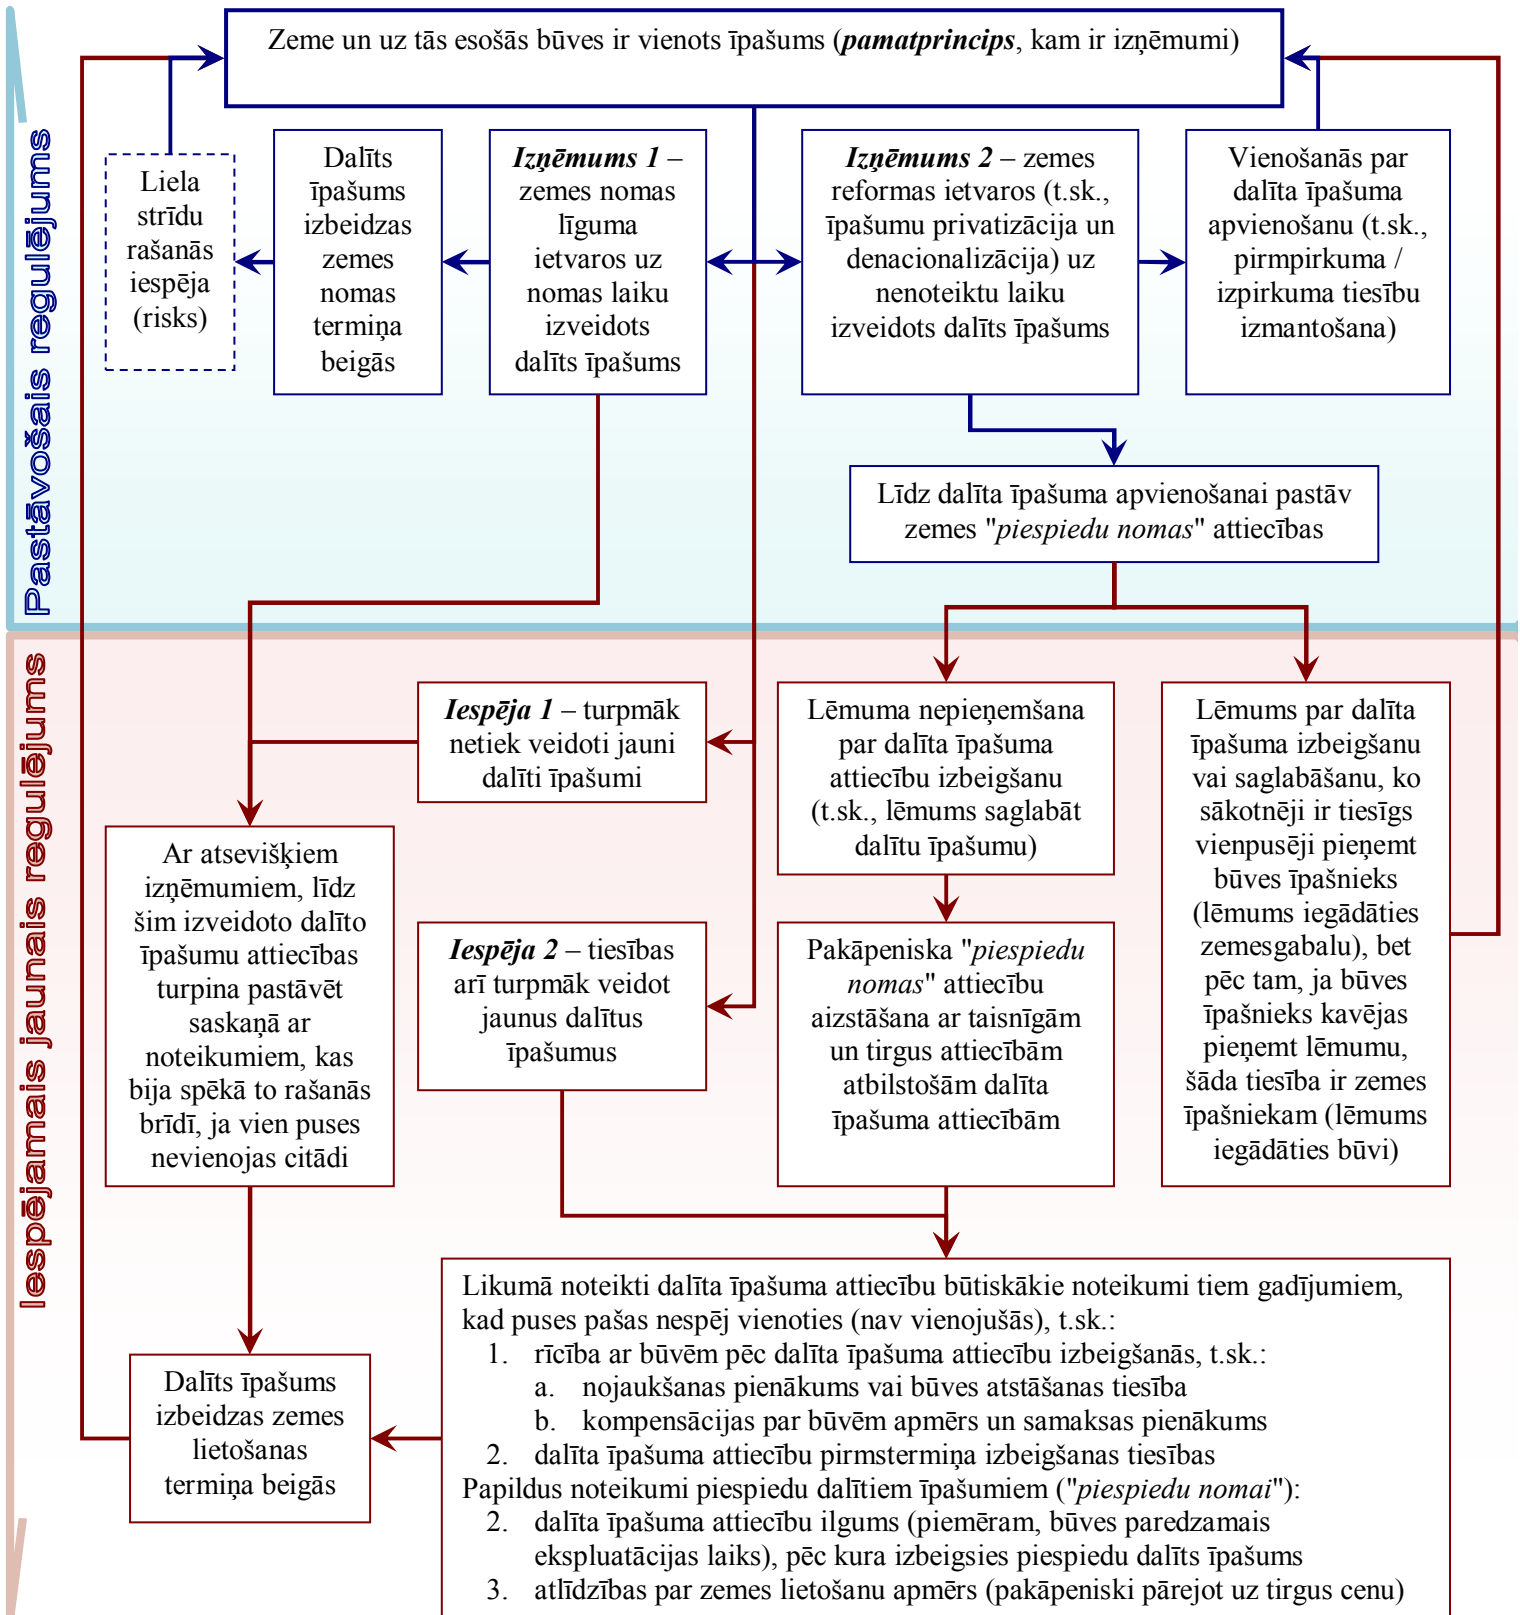 Zeme un uz tās esošās būves ir vienots īpašums (pamatprincips, kam ir izņēmumi)
Pastāvošais regulējums
Liela
strīdu
rašanās
iespēja
(risks)
Dalīts
īpašums
izbeidzas
zemes
nomas
termiņa
beigās
Izņēmums 1 –
zemes nomas
līguma
ietvaros uz
nomas laiku
izveidots
dalīts īpašums
Izņēmums 2 – zemes
reformas ietvaros (t.sk.,
īpašumu privatizācija un
denacionalizācija) uz
nenoteiktu laiku
izveidots dalīts īpašums
Vienošanās par
dalīta īpašuma
apvienošanu (t.sk.,
pirmpirkuma /
izpirkuma tiesību
izmantošana)
Līdz dalīta īpašuma apvienošanai pastāv
zemes "piespiedu nomas" attiecības
Iespējamais jaunais regulējums
Iespēja 1 – turpmāk
netiek veidoti jauni
dalīti īpašumi
Lēmuma nepieņemšana
par dalīta īpašuma
attiecību izbeigšanu
(t.sk., lēmums saglabāt
dalītu īpašumu)
Lēmums par dalīta
īpašuma izbeigšanu
vai saglabāšanu, ko
sākotnēji ir tiesīgs
vienpusēji pieņemt
būves īpašnieks
(lēmums iegādāties
zemesgabalu), bet
pēc tam, ja būves
īpašnieks kavējas
pieņemt lēmumu,
šāda tiesība ir zemes
īpašniekam (lēmums
iegādāties būvi)
Ar atsevišķiem
izņēmumiem, līdz
šim izveidoto dalīto
īpašumu attiecības
turpina pastāvēt
saskaņā ar
noteikumiem, kas
bija spēkā to rašanās
brīdī, ja vien puses
nevienojas citādi
Iespēja 2 – tiesības
arī turpmāk veidot
jaunus dalītus
īpašumus
Pakāpeniska "piespiedu
nomas" attiecību
aizstāšana ar taisnīgām
un tirgus attiecībām
atbilstošām dalīta
īpašuma attiecībām
Dalīts īpašums
izbeidzas zemes
lietošanas
termiņa beigās
Likumā noteikti dalīta īpašuma attiecību būtiskākie noteikumi tiem gadījumiem,
kad puses pašas nespēj vienoties (nav vienojušās), t.sk.:
1. rīcība ar būvēm pēc dalīta īpašuma attiecību izbeigšanās, t.sk.:
a. nojaukšanas pienākums vai būves atstāšanas tiesība
b. kompensācijas par būvēm apmērs un samaksas pienākums
2. dalīta īpašuma attiecību pirmstermiņa izbeigšanas tiesības
Papildus noteikumi piespiedu dalītiem īpašumiem ("piespiedu nomai"):
2. dalīta īpašuma attiecību ilgums (piemēram, būves paredzamais
ekspluatācijas laiks), pēc kura izbeigsies piespiedu dalīts īpašums
3. atlīdzības par zemes lietošanu apmērs (pakāpeniski pārejot uz tirgus cenu)